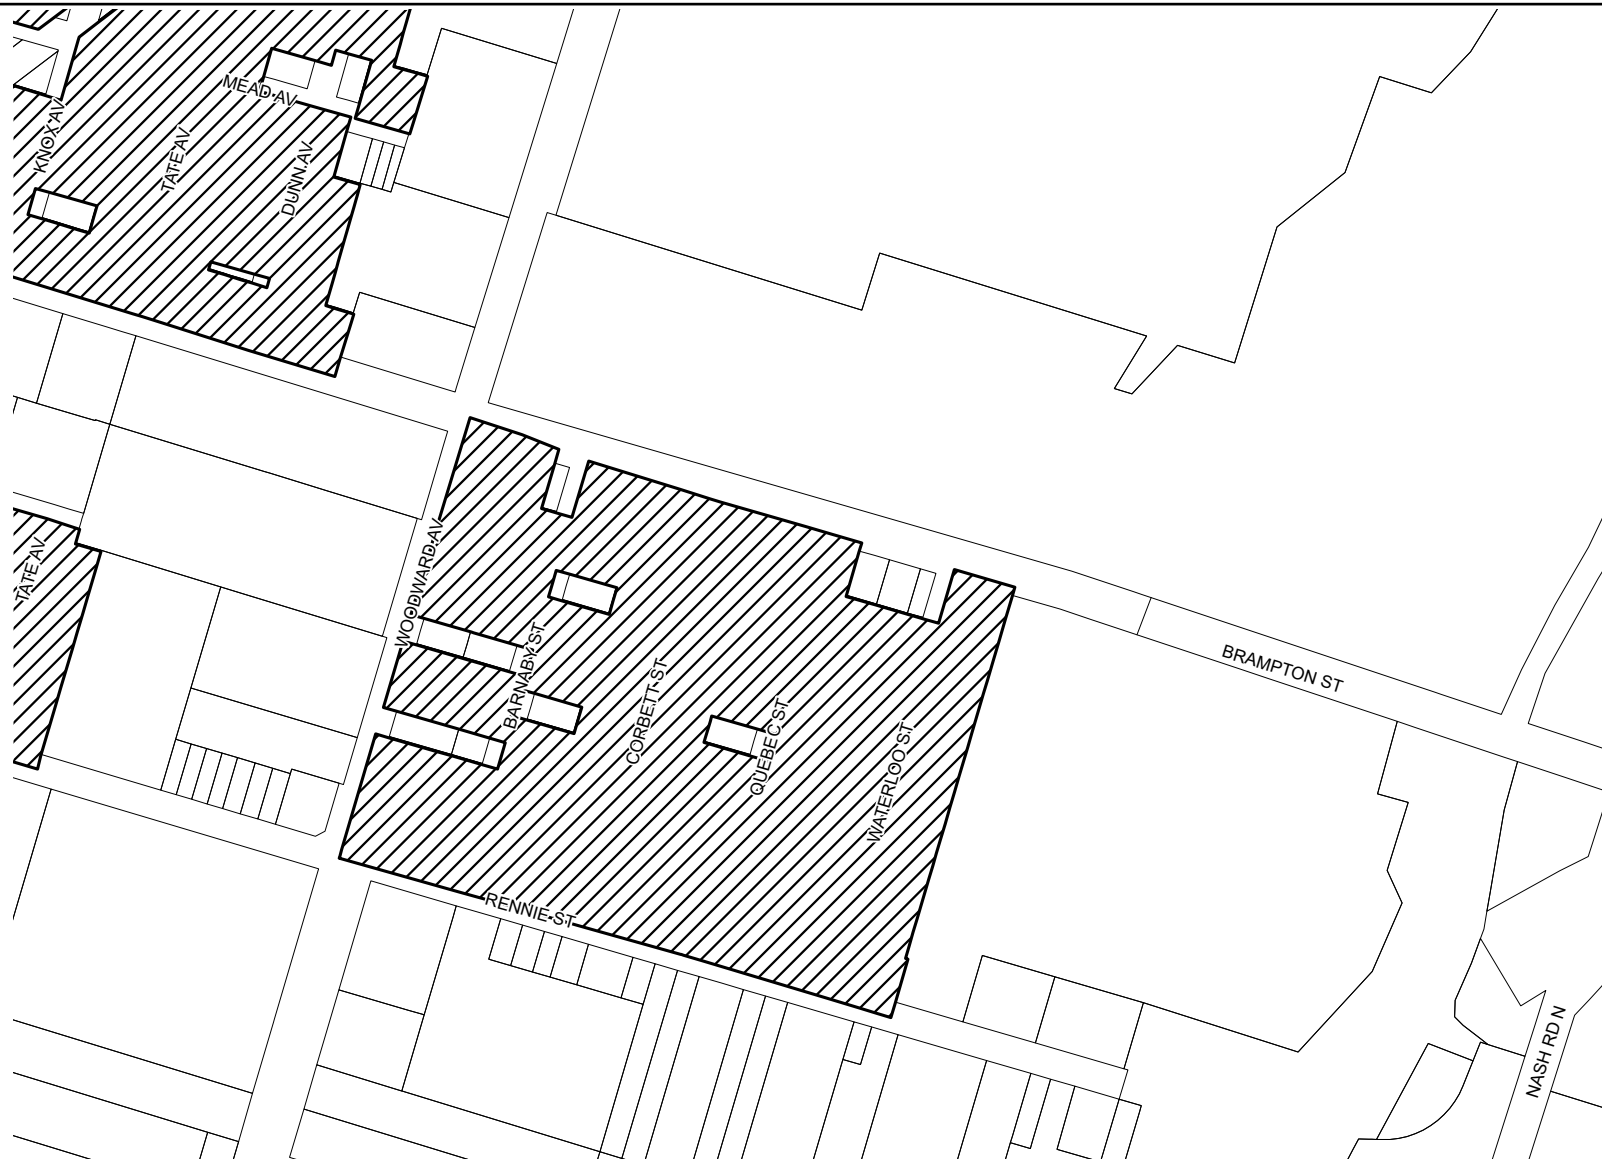 MEAD AV
KNOX AV
TATE AV
DUNN AV
WOODWARD AV
TATE AV
BARNABY ST
CORBETT ST
QUEBEC ST
WATERLOO ST
BRAMPTON ST
RENNIE ST
NASH RD N